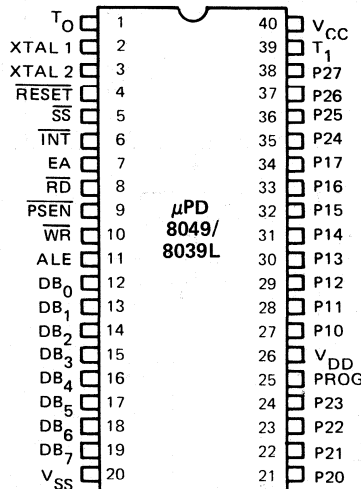 T0 1 40 VCC
XTAL 1 2 39 T1
XTAL 2 3 38 P27
RESET 4 37 P26
SS 5 36 P25
INT 6 35 P24
EA 7 34 P17
RD 8 33 P16
PSEN 9 32 P15
WR 10 31 P14
ALE 11 30 P13
DB0 12 29 P12
DB1 13 28 P11
DB2 14 27 P10
DB3 15 26 VDD
DB4 16 25 PROG
DB5 17 24 P23
DB6 18 23 P22
DB7 19 22 P21
VSS 20 21 P20
μPD
8049/
8039L